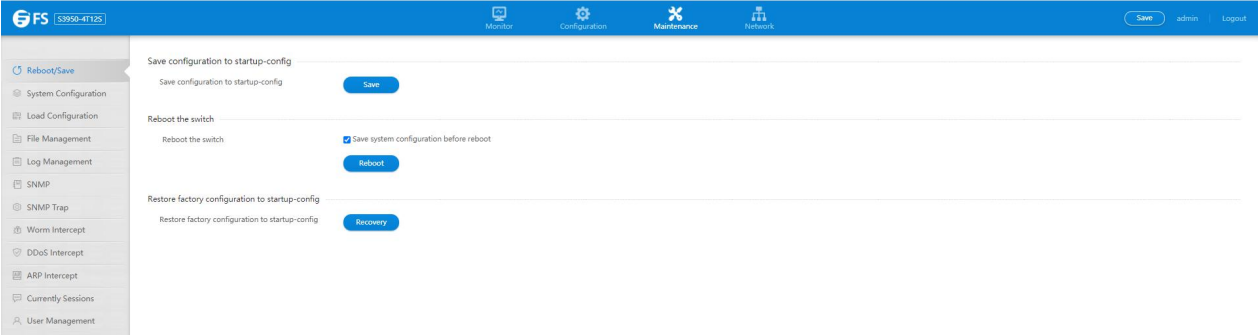 FS S3950-4T12S
Monitor
Configuration
Maintenance
Network
Save admin Logout
Reboot/Save
System Configuration
Load Configuration
File Management
Log Management
SNMP
SNMP Trap
Worm Intercept
DDoS Intercept
ARP Intercept
Currently Sessions
User Management
Save configuration to startup-config
Save configuration to startup-config Save
Reboot the switch
Reboot the switch Save system configuration before reboot
Reboot
Restore factory configuration to startup-config
Restore factory configuration to startup-config Recovery